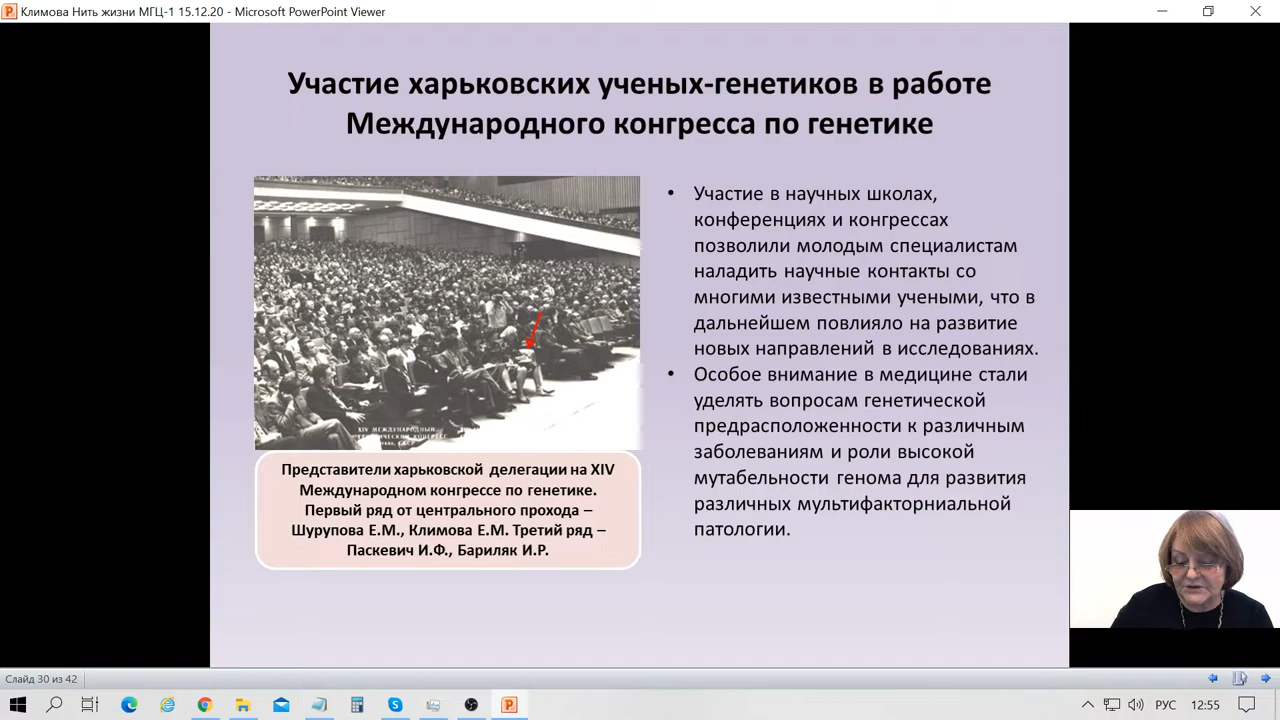 Климова Нить жизни МГЦ-1 15.12.20 - Microsoft PowerPoint Viewer
Участие харьковских ученых-генетиков в работе
Международного конгресса по генетике
• Участие в научных школах,
конференциях и конгрессах
позволили молодым специалистам
наладить научные контакты со
многими известными учеными, что в
дальнейшем повлияло на развитие
новых направлений в исследованиях.
• Особое внимание в медицине стали
уделять вопросам генетической
предрасположенности к различным
заболеваниям и роли высокой
мутабельности генома для развития
различных мультифакторниальной
патологии.
XIV МЕЖДУНАРОДНЫЙ
КОНГРЕСС
СССР
Представители харьковской делегации на XIV
Международном конгрессе по генетике.
Первый ряд от центрального прохода –
Шурупова Е.М., Климова Е.М. Третий ряд –
Паскевич И.Ф., Бариляк И.Р.
Слайд 30 из 42
РУС
12:55